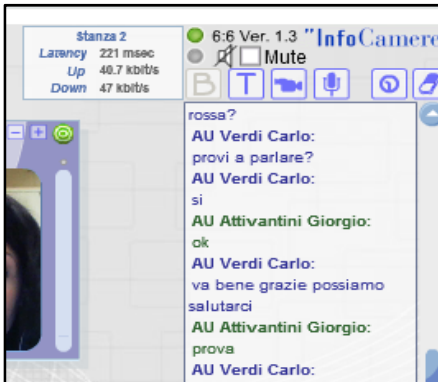 Stanza 2
Latency 221 msec
Up 40.7 kbit/s
Down 47 kbit/s
6:6 Ver. 1.3 "InfoCamere
Mute
B T
rossa?
AU Verdi Carlo:
provi a parlare?
AU Verdi Carlo:
si
AU Attivantini Giorgio:
ok
AU Verdi Carlo:
va bene grazie possiamo
salutarci
AU Attivantini Giorgio:
prova
AU Verdi Carlo: